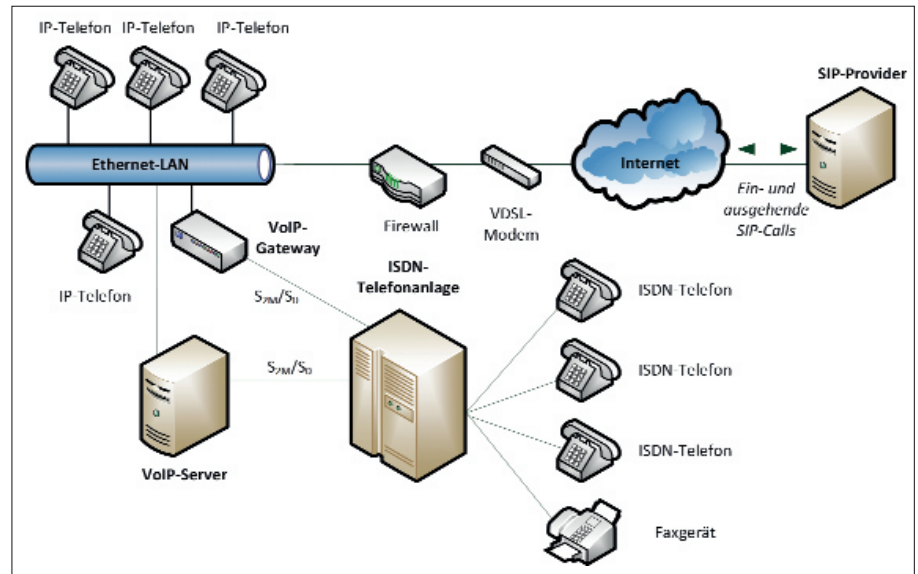 IP-Telefon IP-Telefon IP-Telefon
SIP-Provider
Ethernet-LAN
Internet
Firewall
VDSL-
Modem
Ein- und
ausgehende
SIP-Calls
VoIP-
Gateway
IP-Telefon
ISDN-
Telefonanlage
ISDN-Telefon
S2M/S0
ISDN-Telefon
S2M/S0
ISDN-Telefon
VoIP-Server
Faxgerät